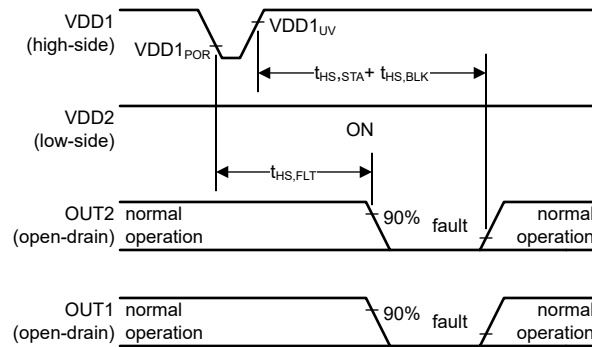 VDD1
(high-side)
VDD1POR
VDD1UV
tHS,STA+ tHS,BLK
VDD2
(low-side)
ON
tHS,FLT
OUT2
(open-drain)
normal
operation
90%
fault
normal
operation
OUT1
(open-drain)
normal
operation
90%
fault
normal
operation